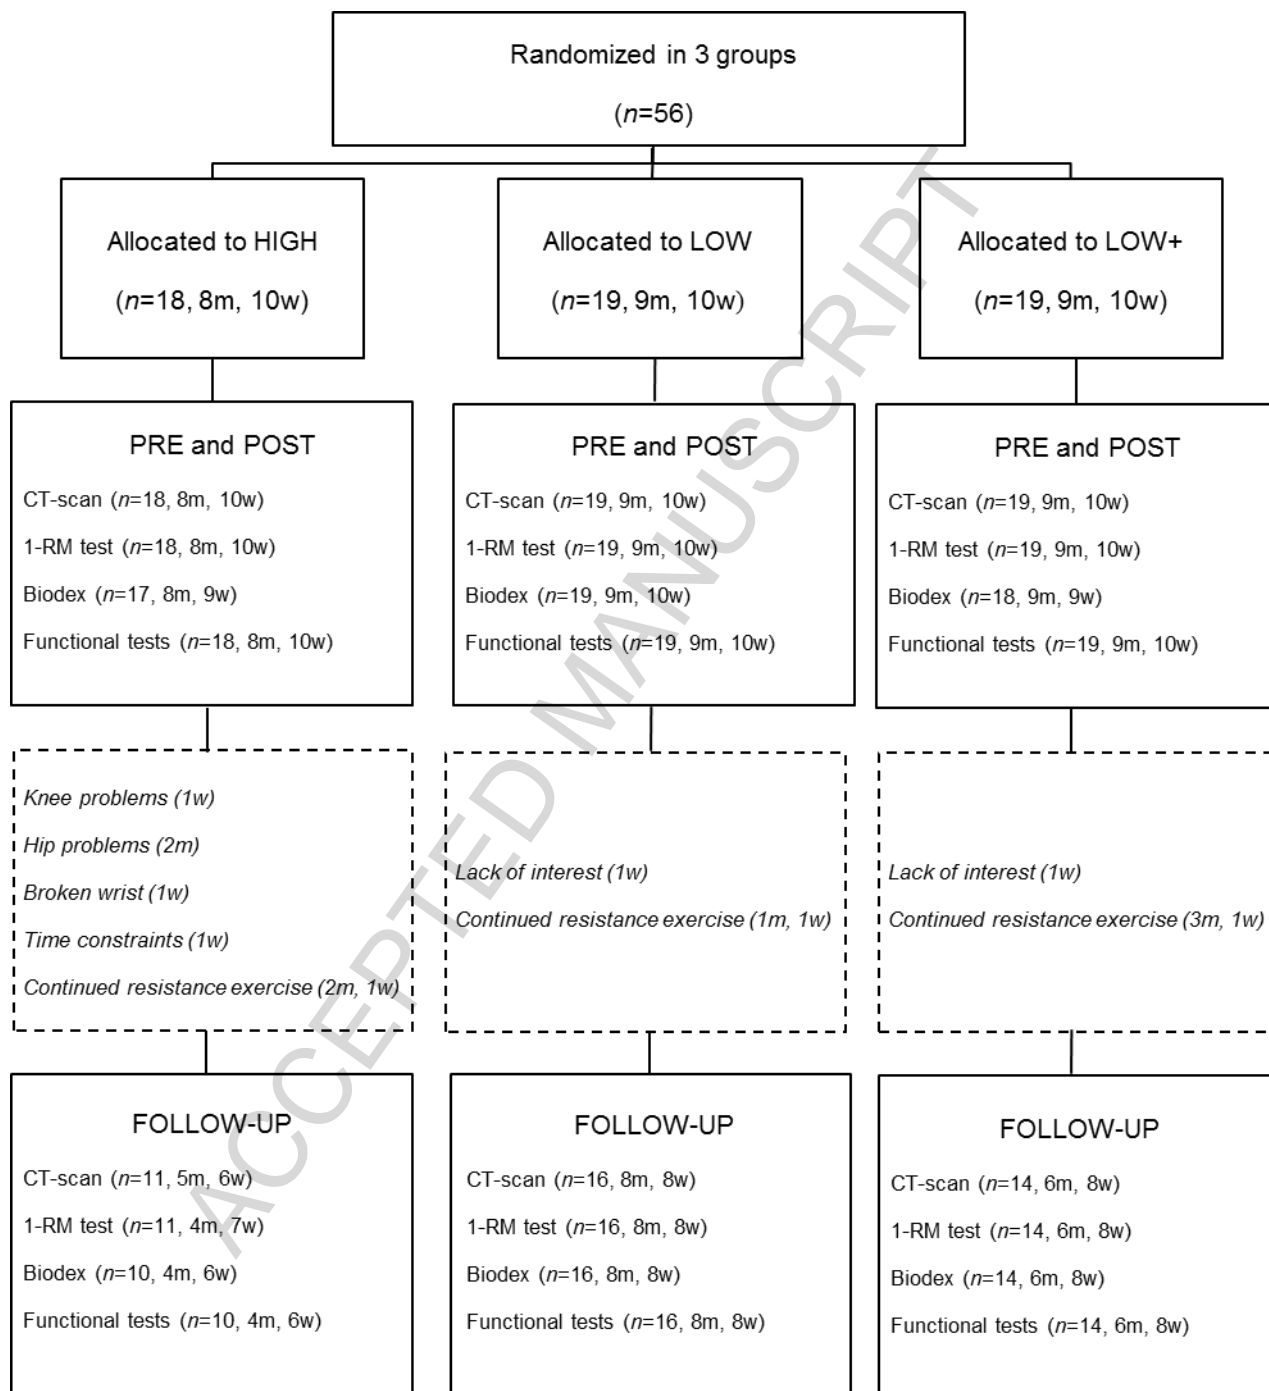 Randomized in 3 groups
(n=56)
Allocated to HIGH
(n=18, 8m, 10w)
Allocated to LOW
(n=19, 9m, 10w)
Allocated to LOW+
(n=19, 9m, 10w)
PRE and POST
CT-scan (n=18, 8m, 10w)
1-RM test (n=18, 8m, 10w)
Biodex (n=17, 8m, 9w)
Functional tests (n=18, 8m, 10w)
PRE and POST
CT-scan (n=19, 9m, 10w)
1-RM test (n=19, 9m, 10w)
Biodex (n=19, 9m, 10w)
Functional tests (n=19, 9m, 10w)
PRE and POST
CT-scan (n=19, 9m, 10w)
1-RM test (n=19, 9m, 10w)
Biodex (n=18, 9m, 9w)
Functional tests (n=19, 9m, 10w)
Knee problems (1w)
Hip problems (2m)
Broken wrist (1w)
Time constraints (1w)
Continued resistance exercise (2m, 1w)
Lack of interest (1w)
Continued resistance exercise (1m, 1w)
Lack of interest (1w)
Continued resistance exercise (3m, 1w)
FOLLOW-UP
CT-scan (n=11, 5m, 6w)
1-RM test (n=11, 4m, 7w)
Biodex (n=10, 4m, 6w)
Functional tests (n=10, 4m, 6w)
FOLLOW-UP
CT-scan (n=16, 8m, 8w)
1-RM test (n=16, 8m, 8w)
Biodex (n=16, 8m, 8w)
Functional tests (n=16, 8m, 8w)
FOLLOW-UP
CT-scan (n=14, 6m, 8w)
1-RM test (n=14, 6m, 8w)
Biodex (n=14, 6m, 8w)
Functional tests (n=14, 6m, 8w)
ACCEPTED MANUSCRIPT